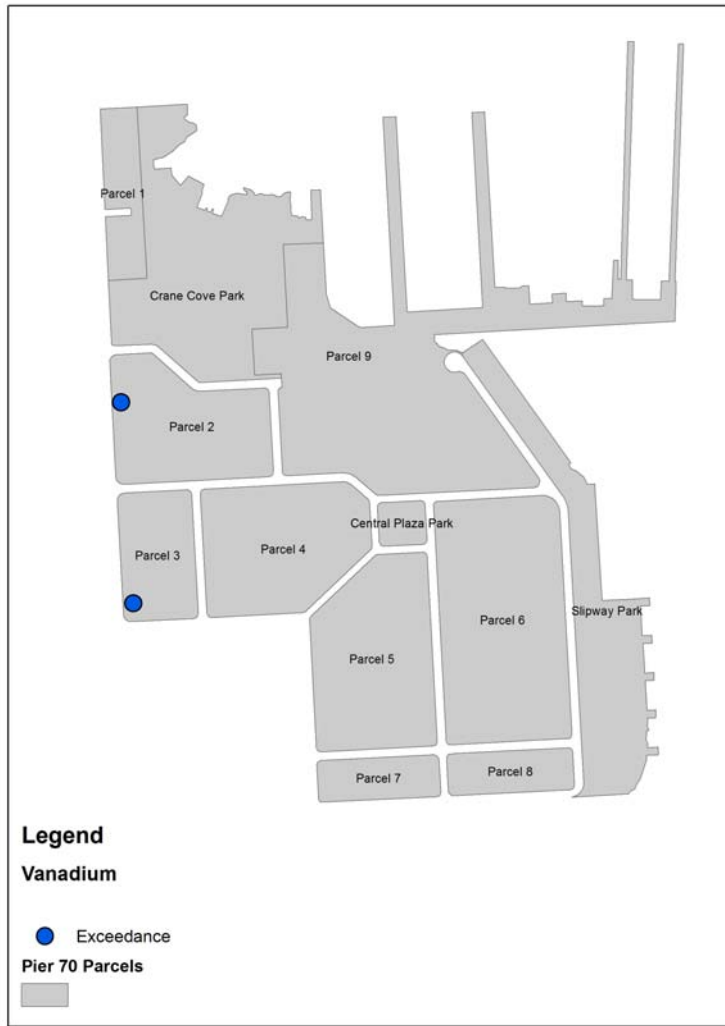 Parcel 1
Crane Cove Park
Parcel 9
Parcel 2
Central Plaza Park
Parcel 4
Parcel 3
Slipway Park
Parcel 6
Parcel 5
Parcel 7
Parcel 8
Legend
Vanadium
Exceedance
Pier 70 Parcels